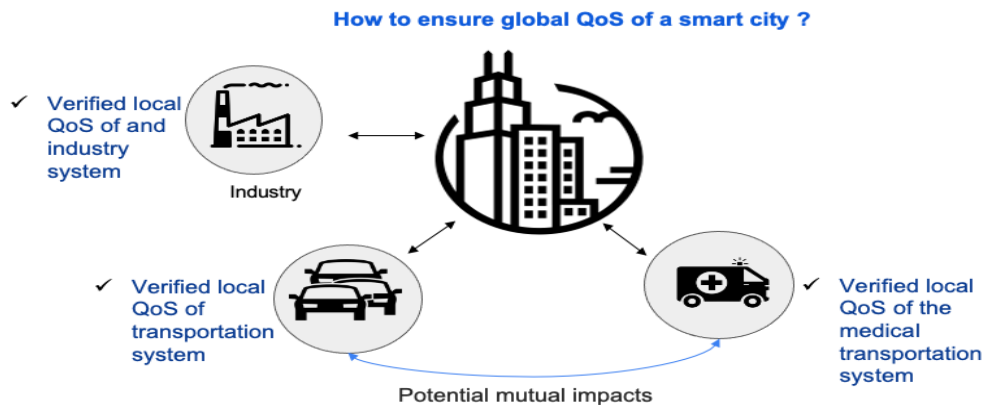 How to ensure global QoS of a smart city ?
✓ Verified local
QoS of and
industry
system
Industry
✓ Verified local
QoS of
transportation
system
✓ Verified local
QoS of the
medical
transportation
system
Potential mutual impacts